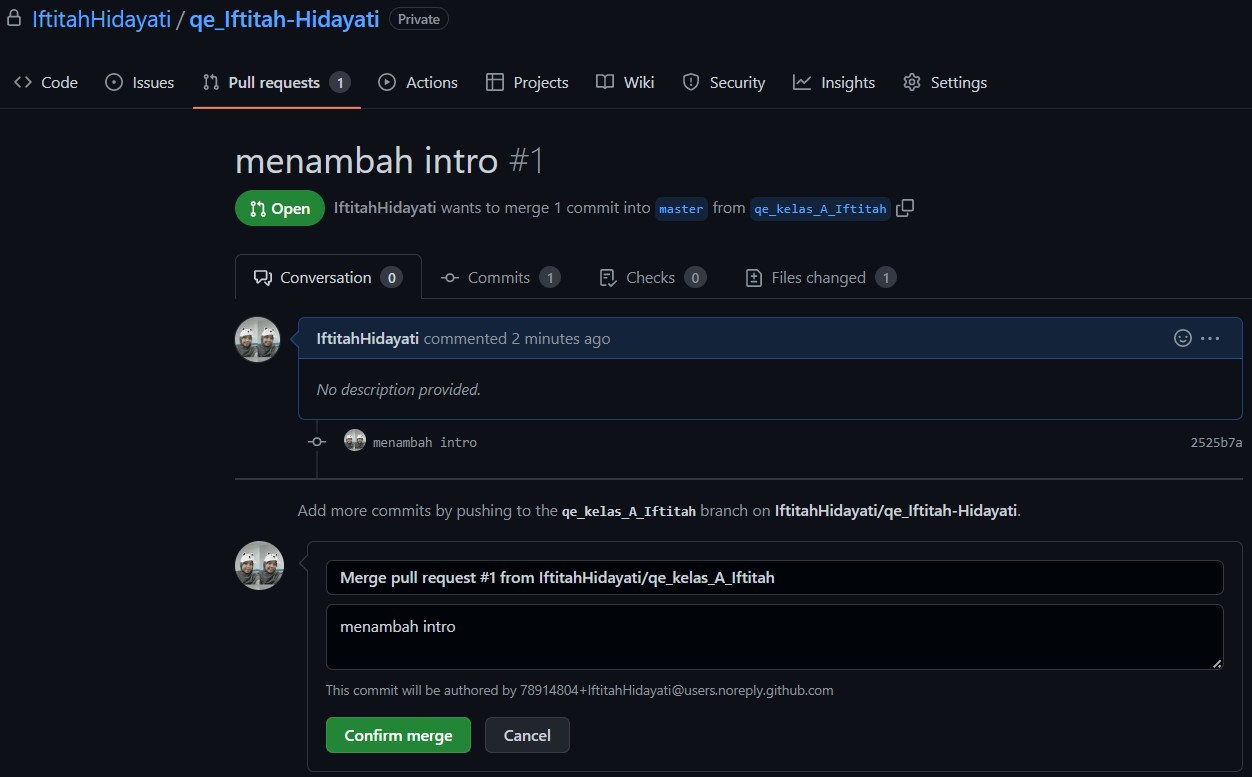 IftitahHidayati / qe_Iftitah-Hidayati Private
Code Issues Pull requests 1 Actions Projects Wiki Security Insights Settings
menambah intro #1
Open IftitahHidayati wants to merge 1 commit into master from qe_kelas_A_Iftitah
Conversation 0 Commits 1 Checks 0 Files changed 1
IftitahHidayati commented 2 minutes ago
No description provided.
menambah intro 2525b7a
Add more commits by pushing to the qe_kelas_A_Iftitah branch on IftitahHidayati/qe_Iftitah-Hidayati.
Merge pull request #1 from IftitahHidayati/qe_kelas_A_Iftitah
menambah intro
This commit will be authored by 78914804+IftitahHidayati@users.noreply.github.com
Confirm merge Cancel